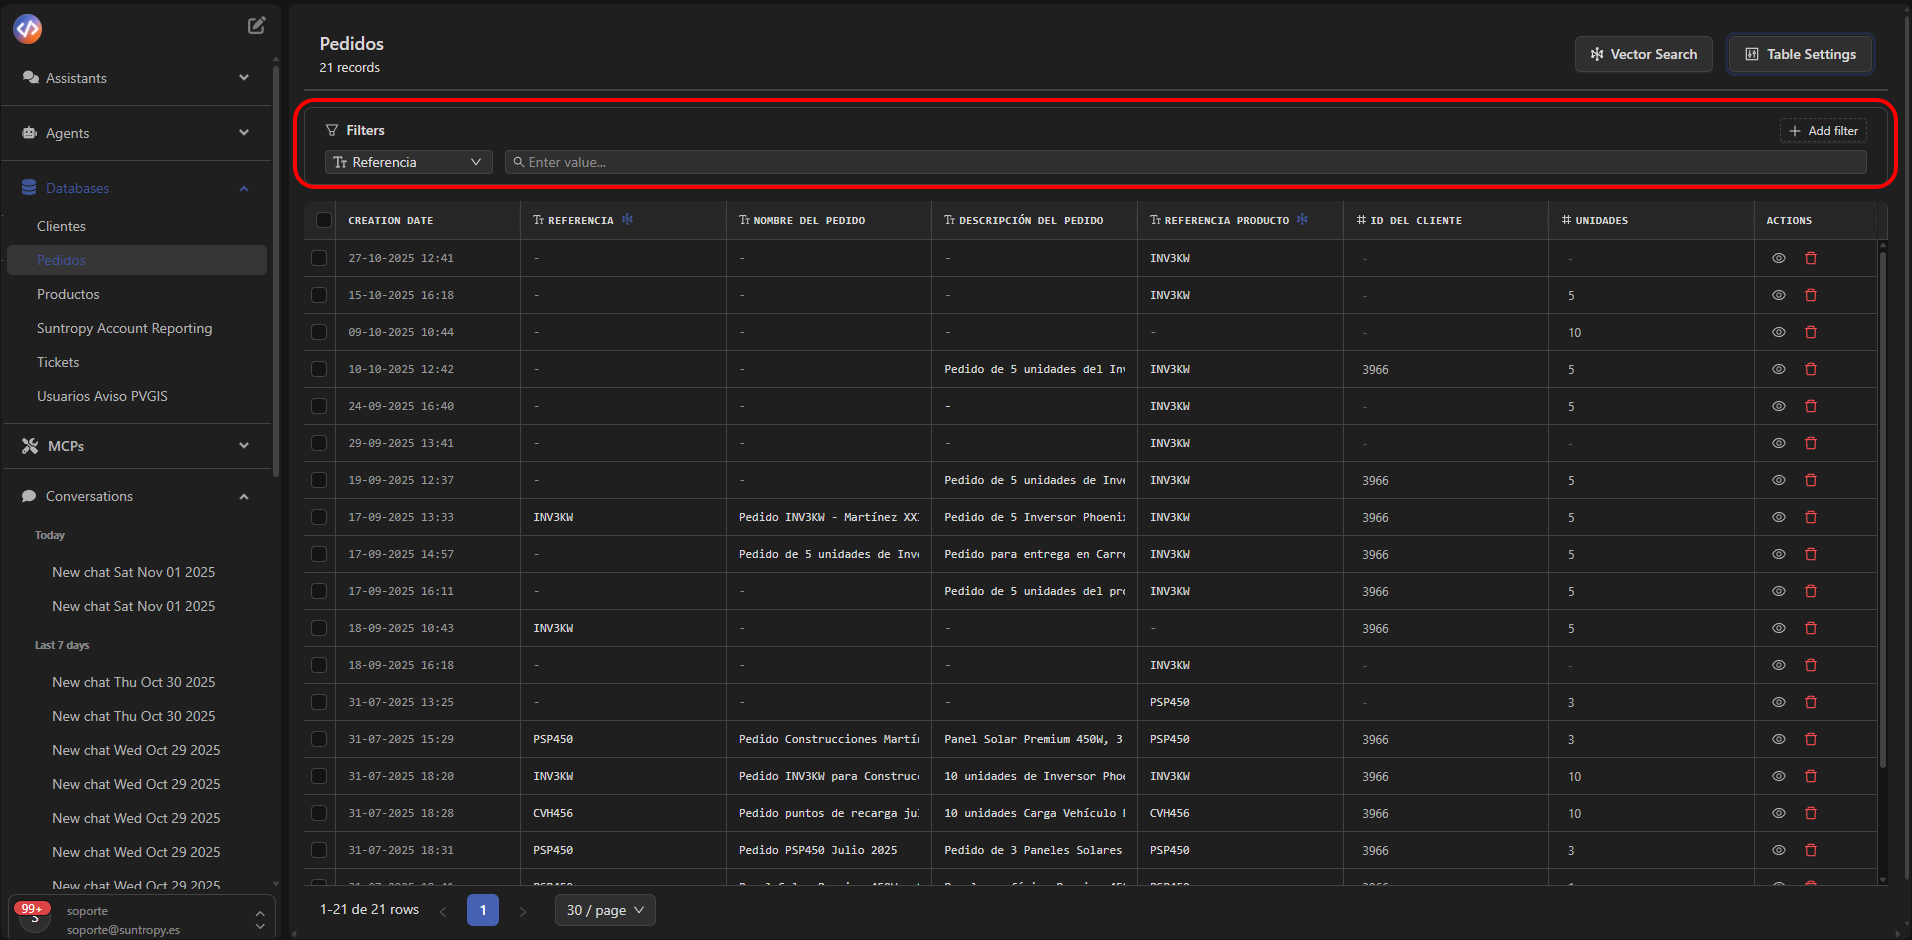 Assistants
Agents
Databases
Clientes
Pedidos
Productos
Suntropy Account Reporting
Tickets
Usuarios Aviso PVGIS
MCPs
Conversations
Today
New chat Sat Nov 01 2025
New chat Sat Nov 01 2025
Last 7 days
New chat Thu Oct 30 2025
New chat Thu Oct 30 2025
New chat Wed Oct 29 2025
New chat Wed Oct 29 2025
New chat Wed Oct 29 2025
New chat Wed Oct 29 2025
New chat Wed Oct 29 2025
99+
S
soporte
soporte@suntropy.es
Pedidos
21 records
Vector Search
Table Settings
Filters
Add filter
Referencia
Enter value...
CREATION DATE REFERENCIA NOMBRE DEL PEDIDO DESCRIPCIÓN DEL PEDIDO REFERENCIA PRODUCTO # ID DEL CLIENTE # UNIDADES ACTIONS
27-10-2025 12:41 - - - INV3KW - -
15-10-2025 16:18 - - - INV3KW - 5
09-10-2025 10:44 - - - - - 10
10-10-2025 12:42 - - Pedido de 5 unidades del Inv INV3KW 3966 5
24-09-2025 16:40 - - - INV3KW - 5
29-09-2025 13:41 - - - INV3KW - -
19-09-2025 12:37 - - Pedido de 5 unidades de Inve INV3KW 3966 5
17-09-2025 13:33 INV3KW Pedido INV3KW - Martínez XXI Pedido de 5 Inversor Phoenix INV3KW 3966 5
17-09-2025 14:57 - Pedido de 5 unidades de Inve Pedido para entrega en Carre INV3KW 3966 5
17-09-2025 16:11 - - Pedido de 5 unidades del pro INV3KW 3966 5
18-09-2025 10:43 INV3KW - - - 3966 5
18-09-2025 16:18 - - - INV3KW - -
31-07-2025 13:25 - - - PSP450 - 3
31-07-2025 15:29 PSP450 Pedido Construcciones Martín Panel Solar Premium 450W, 3 PSP450 3966 3
31-07-2025 18:20 INV3KW Pedido INV3KW para Construcc 10 unidades de Inversor Phoe INV3KW 3966 10
31-07-2025 18:28 CVH456 Pedido puntos de recarga jul 10 unidades Carga Vehículo CVH456 3966 10
31-07-2025 18:31 PSP450 Pedido PSP450 Julio 2025 Pedido de 3 Paneles Solares PSP450 3966 3
1-21 de 21 rows
1
30 / page